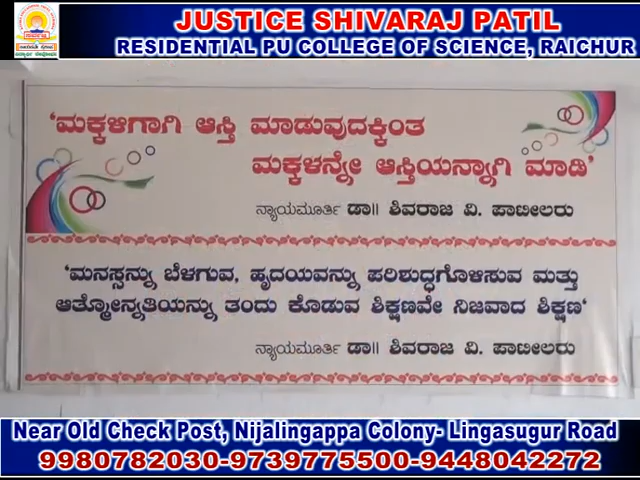 JUSTICE SHIVARAJ PATIL
RESIDENTIAL PU COLLEGE OF SCIENCE, RAICHUR
'ಮಕ್ಕಳಿಗಾಗಿ ಆಸ್ತಿ ಮಾಡುವುದಕ್ಕಿಂತ
ಮಕ್ಕಳನ್ನೇ ಆಸ್ತಿಯನ್ನಾಗಿ ಮಾಡಿ'
ನ್ಯಾಯಮೂರ್ತಿ ಡಾ॥ ಶಿವರಾಜ ವಿ. ಪಾಟೀಲರು
'ಮನಸ್ಸನ್ನು ಬೆಳಗುವ, ಹೃದಯವನ್ನು ಪರಿಶುದ್ಧಗೊಳಿಸುವ ಮತ್ತು
ಆತ್ಮೋನ್ನತಿಯನ್ನು ತಂದು ಕೊಡುವ ಶಿಕ್ಷಣವೇ ನಿಜವಾದ ಶಿಕ್ಷಣ'
ನ್ಯಾಯಮೂರ್ತಿ ಡಾ॥ ಶಿವರಾಜ ವಿ. ಪಾಟೀಲರು
Near Old Check Post, Nijalingappa Colony- Lingasugur Road
9980782030-9739775500-9448042272